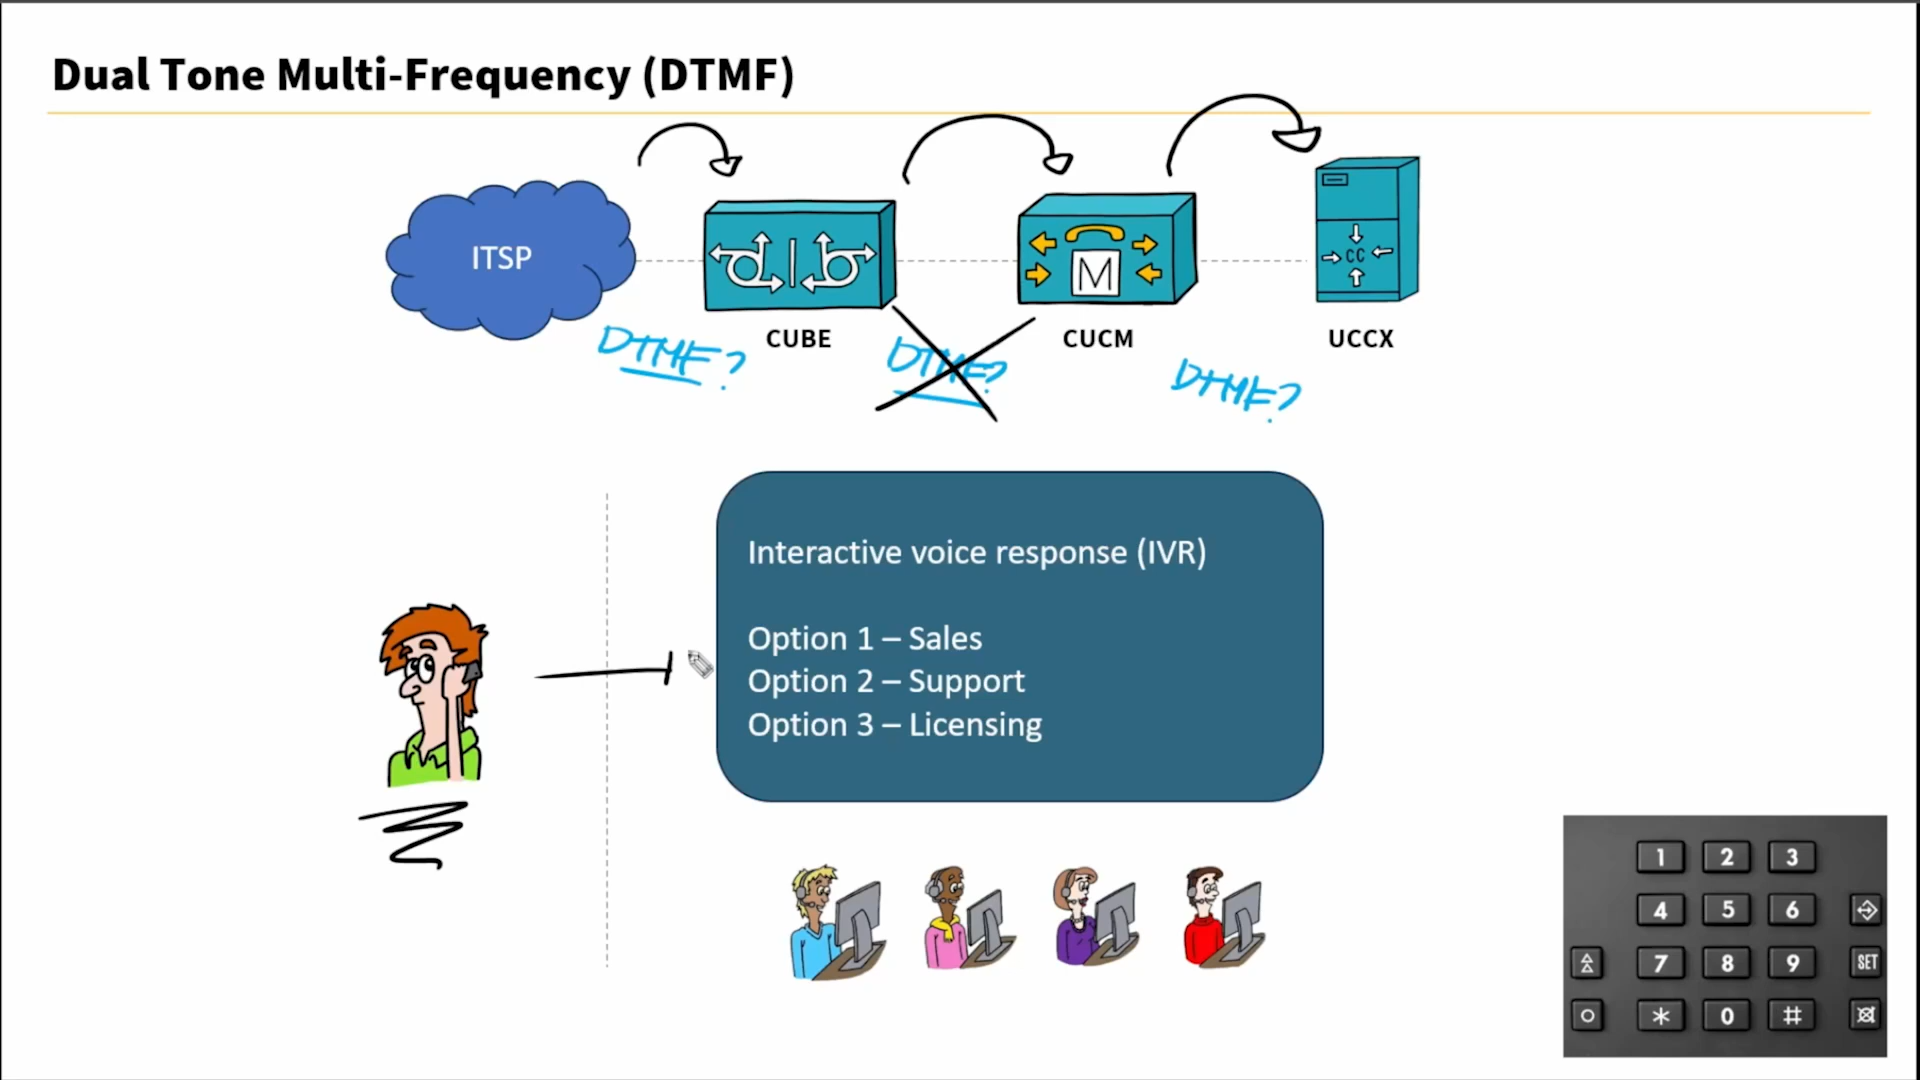 Dual Tone Multi-Frequency (DTMF)
ITSP
M
CC
CUBE
CUCM
UCCX
DTMF?
DTMF?
DTMF?
Interactive voice response (IVR)
Option 1 – Sales
Option 2 – Support
Option 3 – Licensing
1 2 3
4 5 6
7 8 9 SET
* 0 #